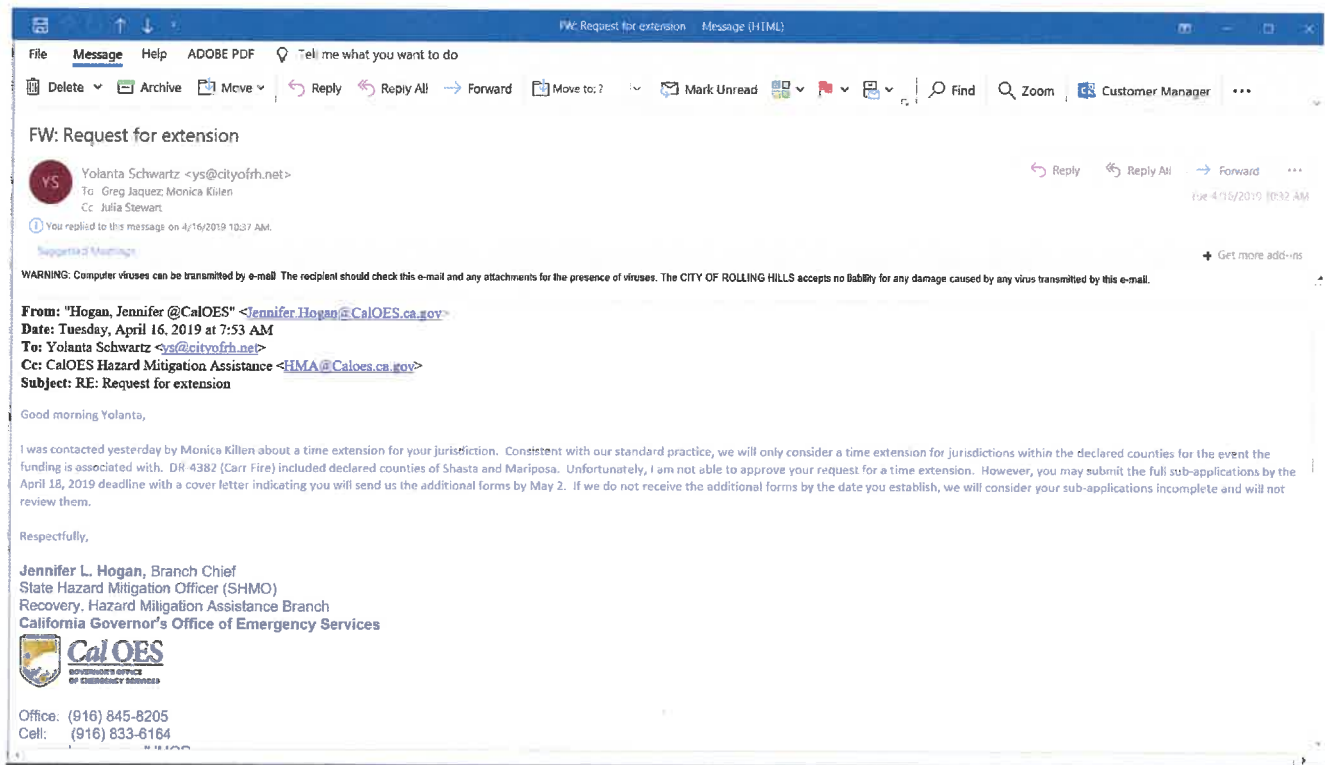 FW: Request for extension    Message (HTML)
File Message Help ADOBE PDF Tell me what you want to do
Delete Archive Move Reply Reply All Forward Move to: ? Mark Unread Find Zoom Customer Manager ...
FW: Request for extension
YS
Yolanta Schwartz <ys@cityofrh.net>
Reply Reply All Forward ...
To Greg Jaquez; Monica Killen
Tue 4/16/2019 10:32 AM
Cc Julia Stewart
You replied to this message on 4/16/2019 10:37 AM.
Suggested Meetings
+ Get more add-ins
WARNING: Computer viruses can be transmitted by e-mail The recipient should check this e-mail and any attachments for the presence of viruses. The CITY OF ROLLING HILLS accepts no liability for any damage caused by any virus transmitted by this e-mail.
From: "Hogan, Jennifer @CalOES" <Jennifer.Hogan@CalOES.ca.gov>
Date: Tuesday, April 16, 2019 at 7:53 AM
To: Yolanta Schwartz <ys@cityofrh.net>
Cc: CalOES Hazard Mitigation Assistance <HMA@Caloes.ca.gov>
Subject: RE: Request for extension
Good morning Yolanta,
I was contacted yesterday by Monica Killen about a time extension for your jurisdiction. Consistent with our standard practice, we will only consider a time extension for jurisdictions within the declared counties for the event the
funding is associated with. DR-4382 (Carr Fire) included declared counties of Shasta and Mariposa. Unfortunately, I am not able to approve your request for a time extension. However, you may submit the full sub-applications by the
April 18, 2019 deadline with a cover letter indicating you will send us the additional forms by May 2. If we do not receive the additional forms by the date you establish, we will consider your sub-applications incomplete and will not
review them.
Respectfully,
Jennifer L. Hogan, Branch Chief
State Hazard Mitigation Officer (SHMO)
Recovery, Hazard Mitigation Assistance Branch
California Governor's Office of Emergency Services
Cal OES
GOVERNOR'S OFFICE
OF EMERGENCY SERVICES
Office: (916) 845-8205
Cell: (916) 833-6164